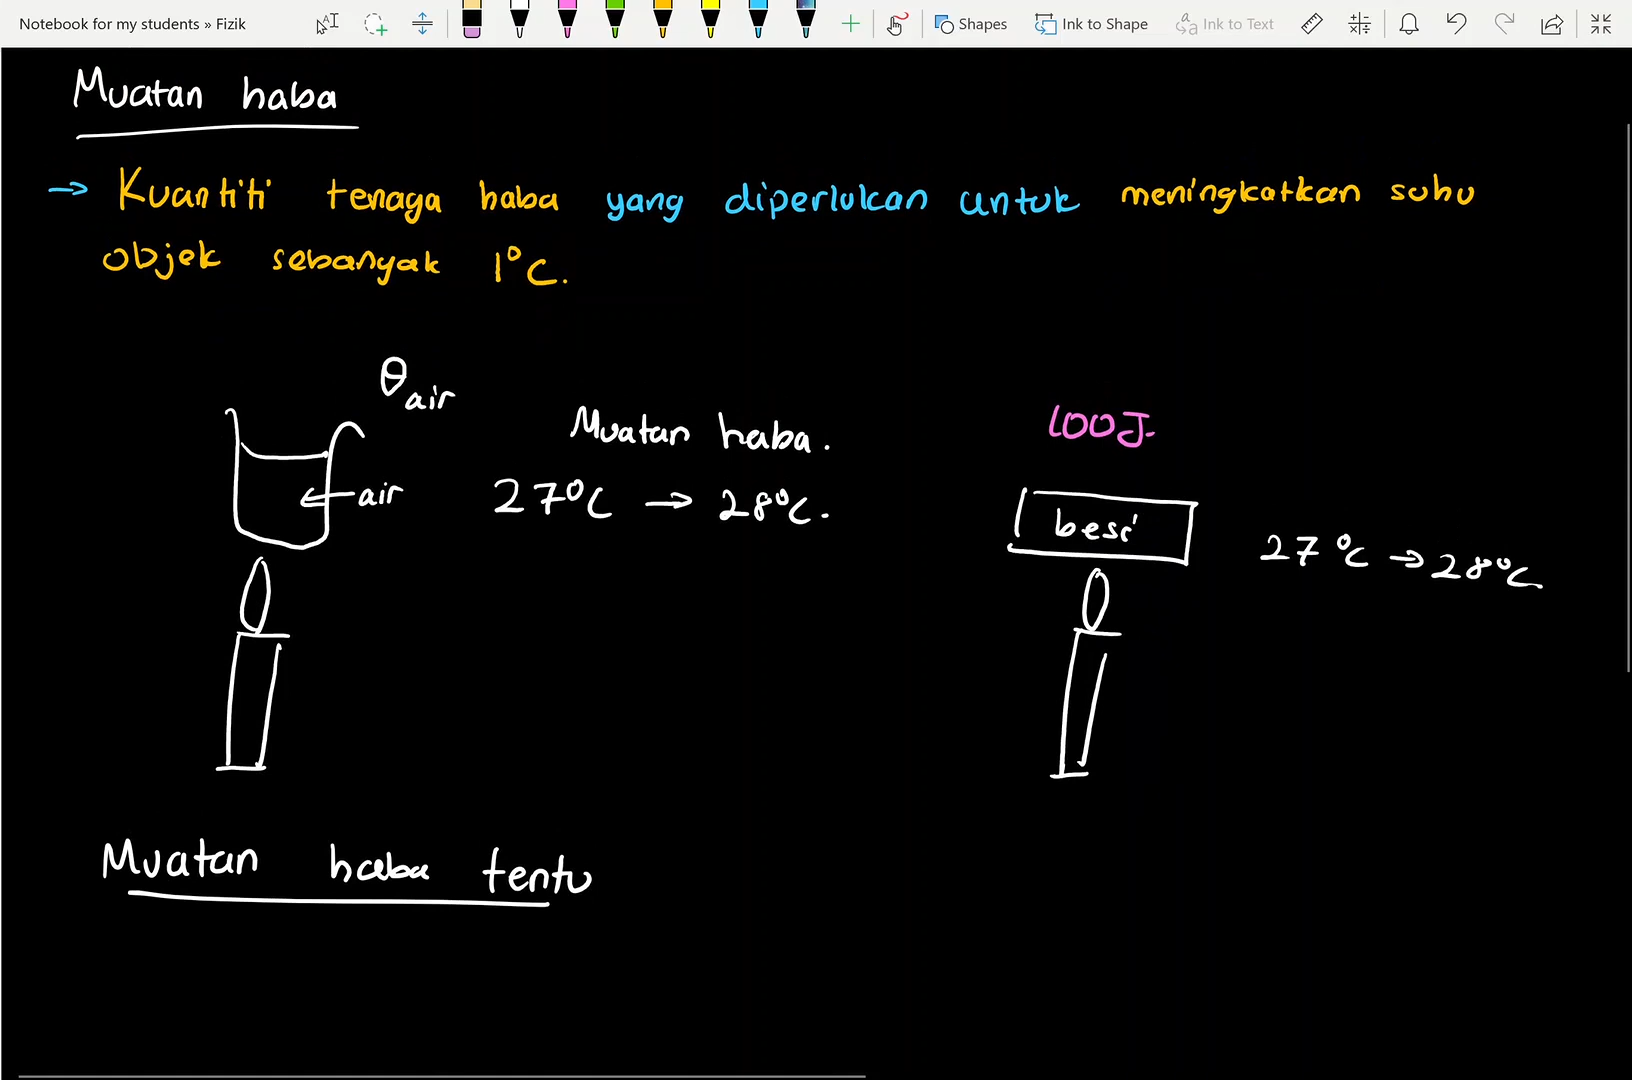 Notebook for my students » Fizik
Shapes
Ink to Shape
Ink to Text
Muatan haba
→ Kuantiti tenaga haba yang diperlukan untuk meningkatkan suhu
objek sebanyak 1°C.
θair
Muatan haba.
100J.
air
27°C → 28°C.
besi
27°C → 28°C.
Muatan haba tentu